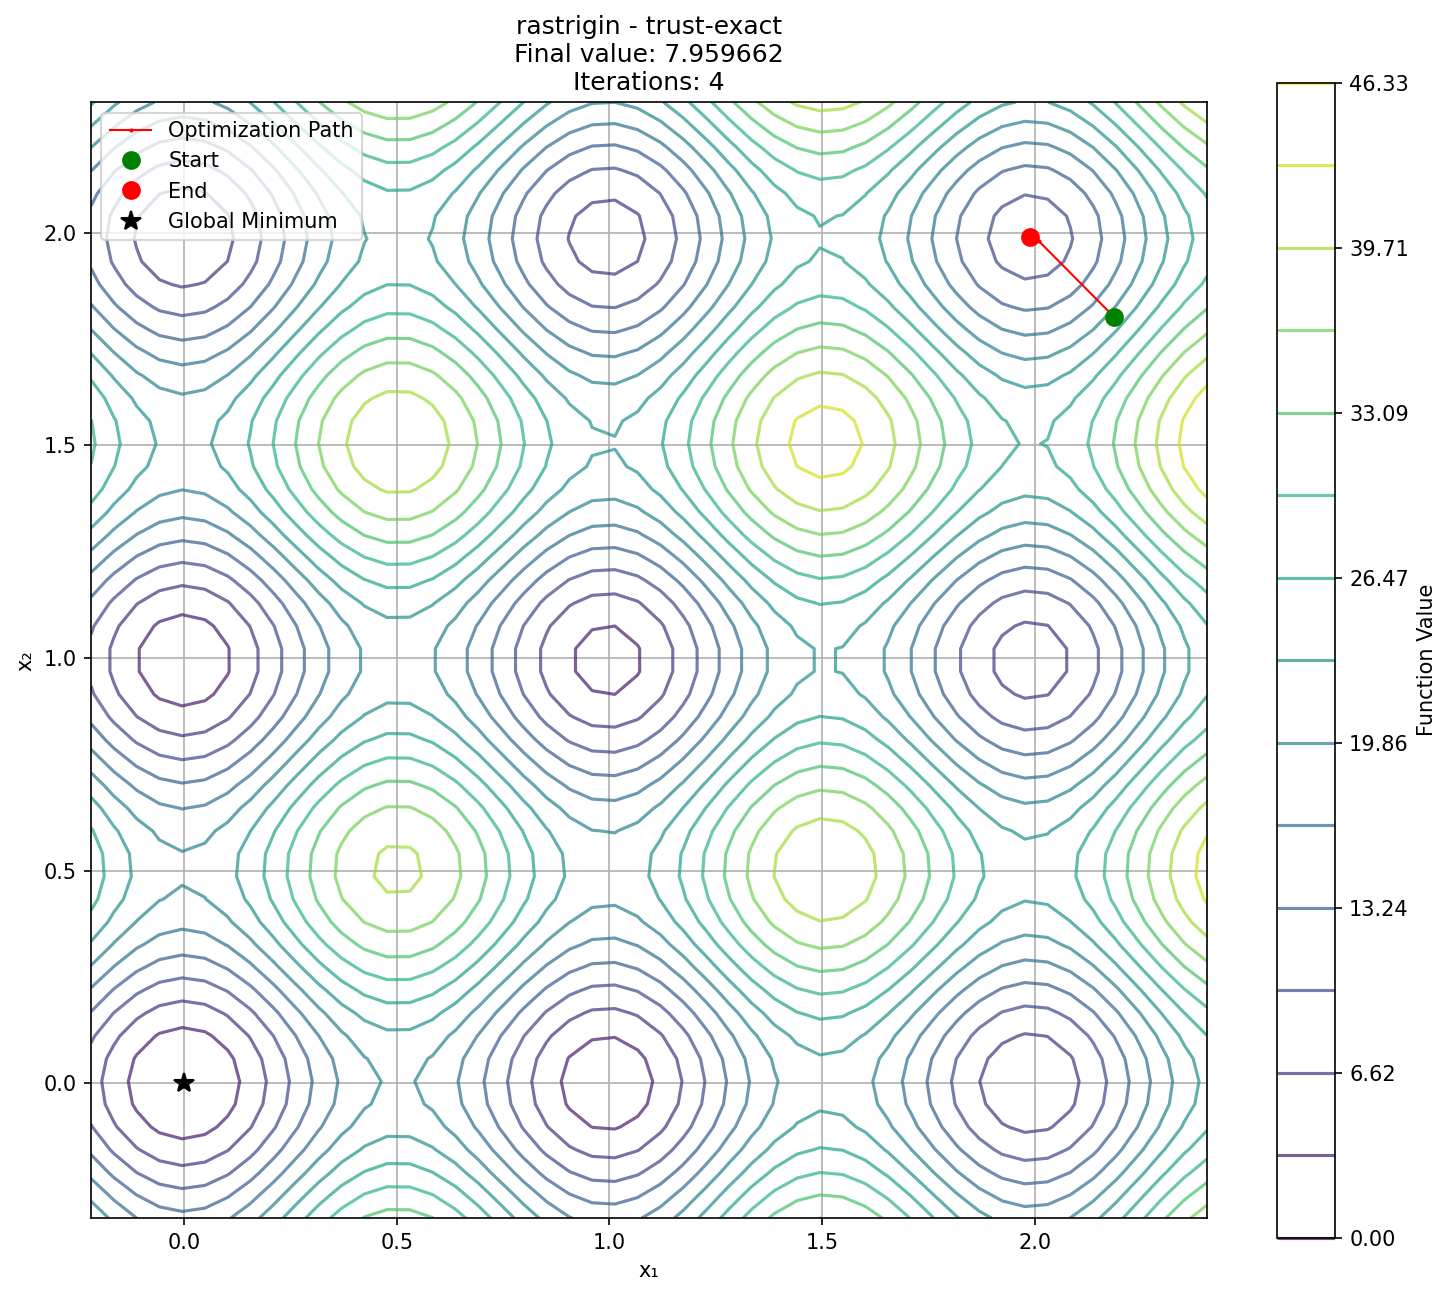 rastrigin - trust-exact
Final value: 7.959662
Iterations: 4
Optimization Path
Start
End
Global Minimum
2.0
1.5
1.0
0.5
0.0
x₂
0.0
0.5
1.0
1.5
2.0
x₁
46.33
39.71
33.09
26.47
19.86
13.24
6.62
0.00
Function Value